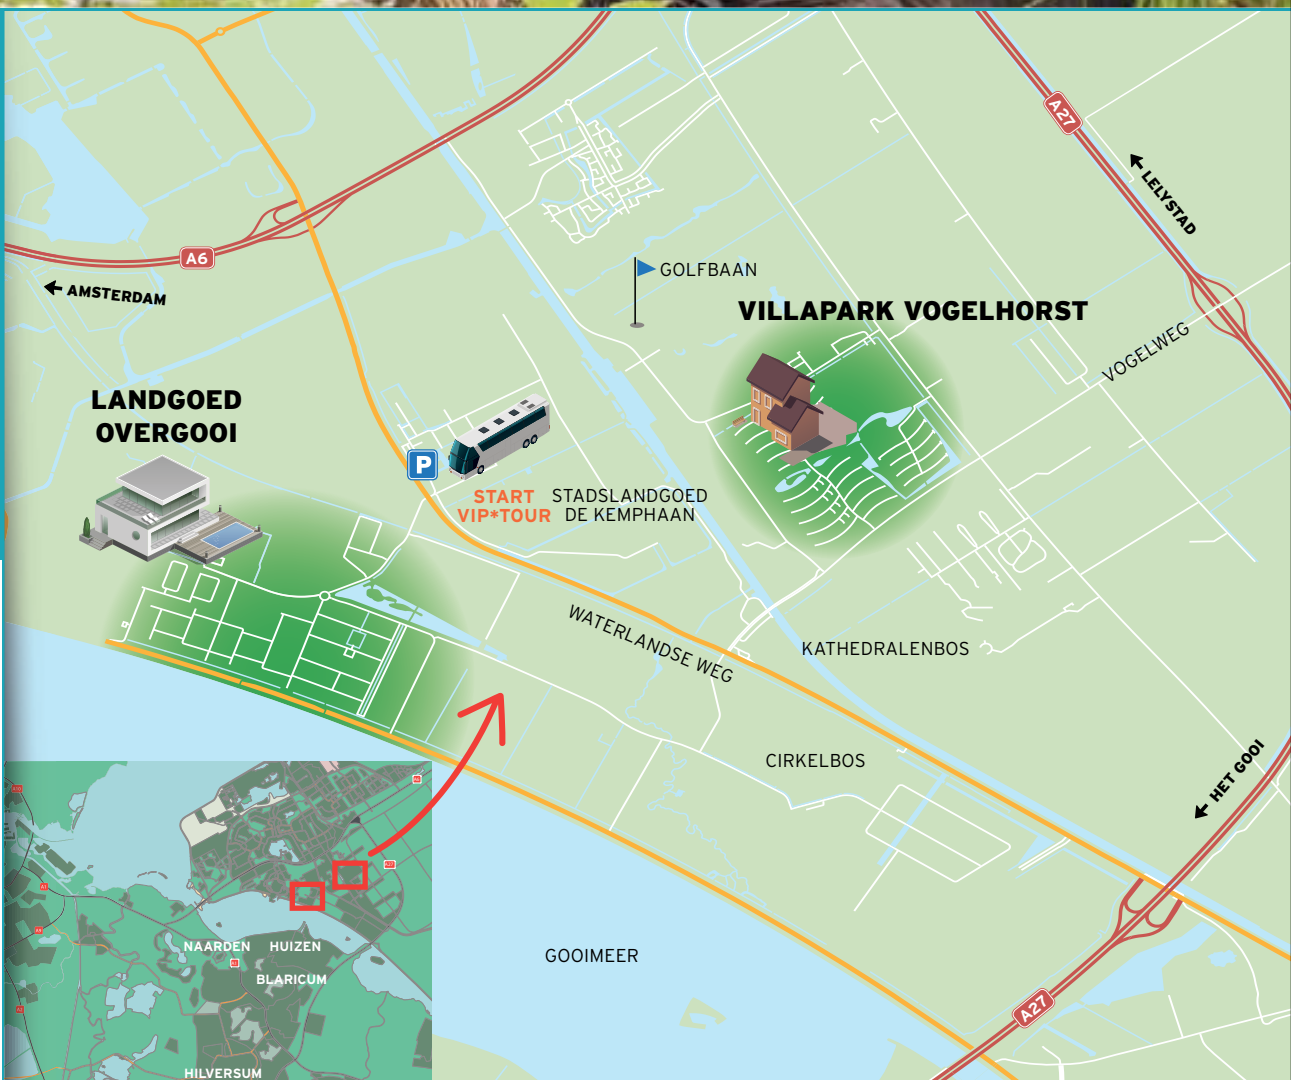 A27
← LELYSTAD
A6
← AMSTERDAM
GOLFBAAN
VILLAPARK VOGELHORST
VOGELWEG
LANDGOED
OVERGOOI
P
START
VIP*TOUR
STADSLANDGOED
DE KEMPHAAN
WATERLANDSE WEG
KATHEDRALENBOS
CIRKELBOS
← HET GOOI
GOOIMEER
A27
NAARDEN
HUIZEN
BLARICUM
HILVERSUM